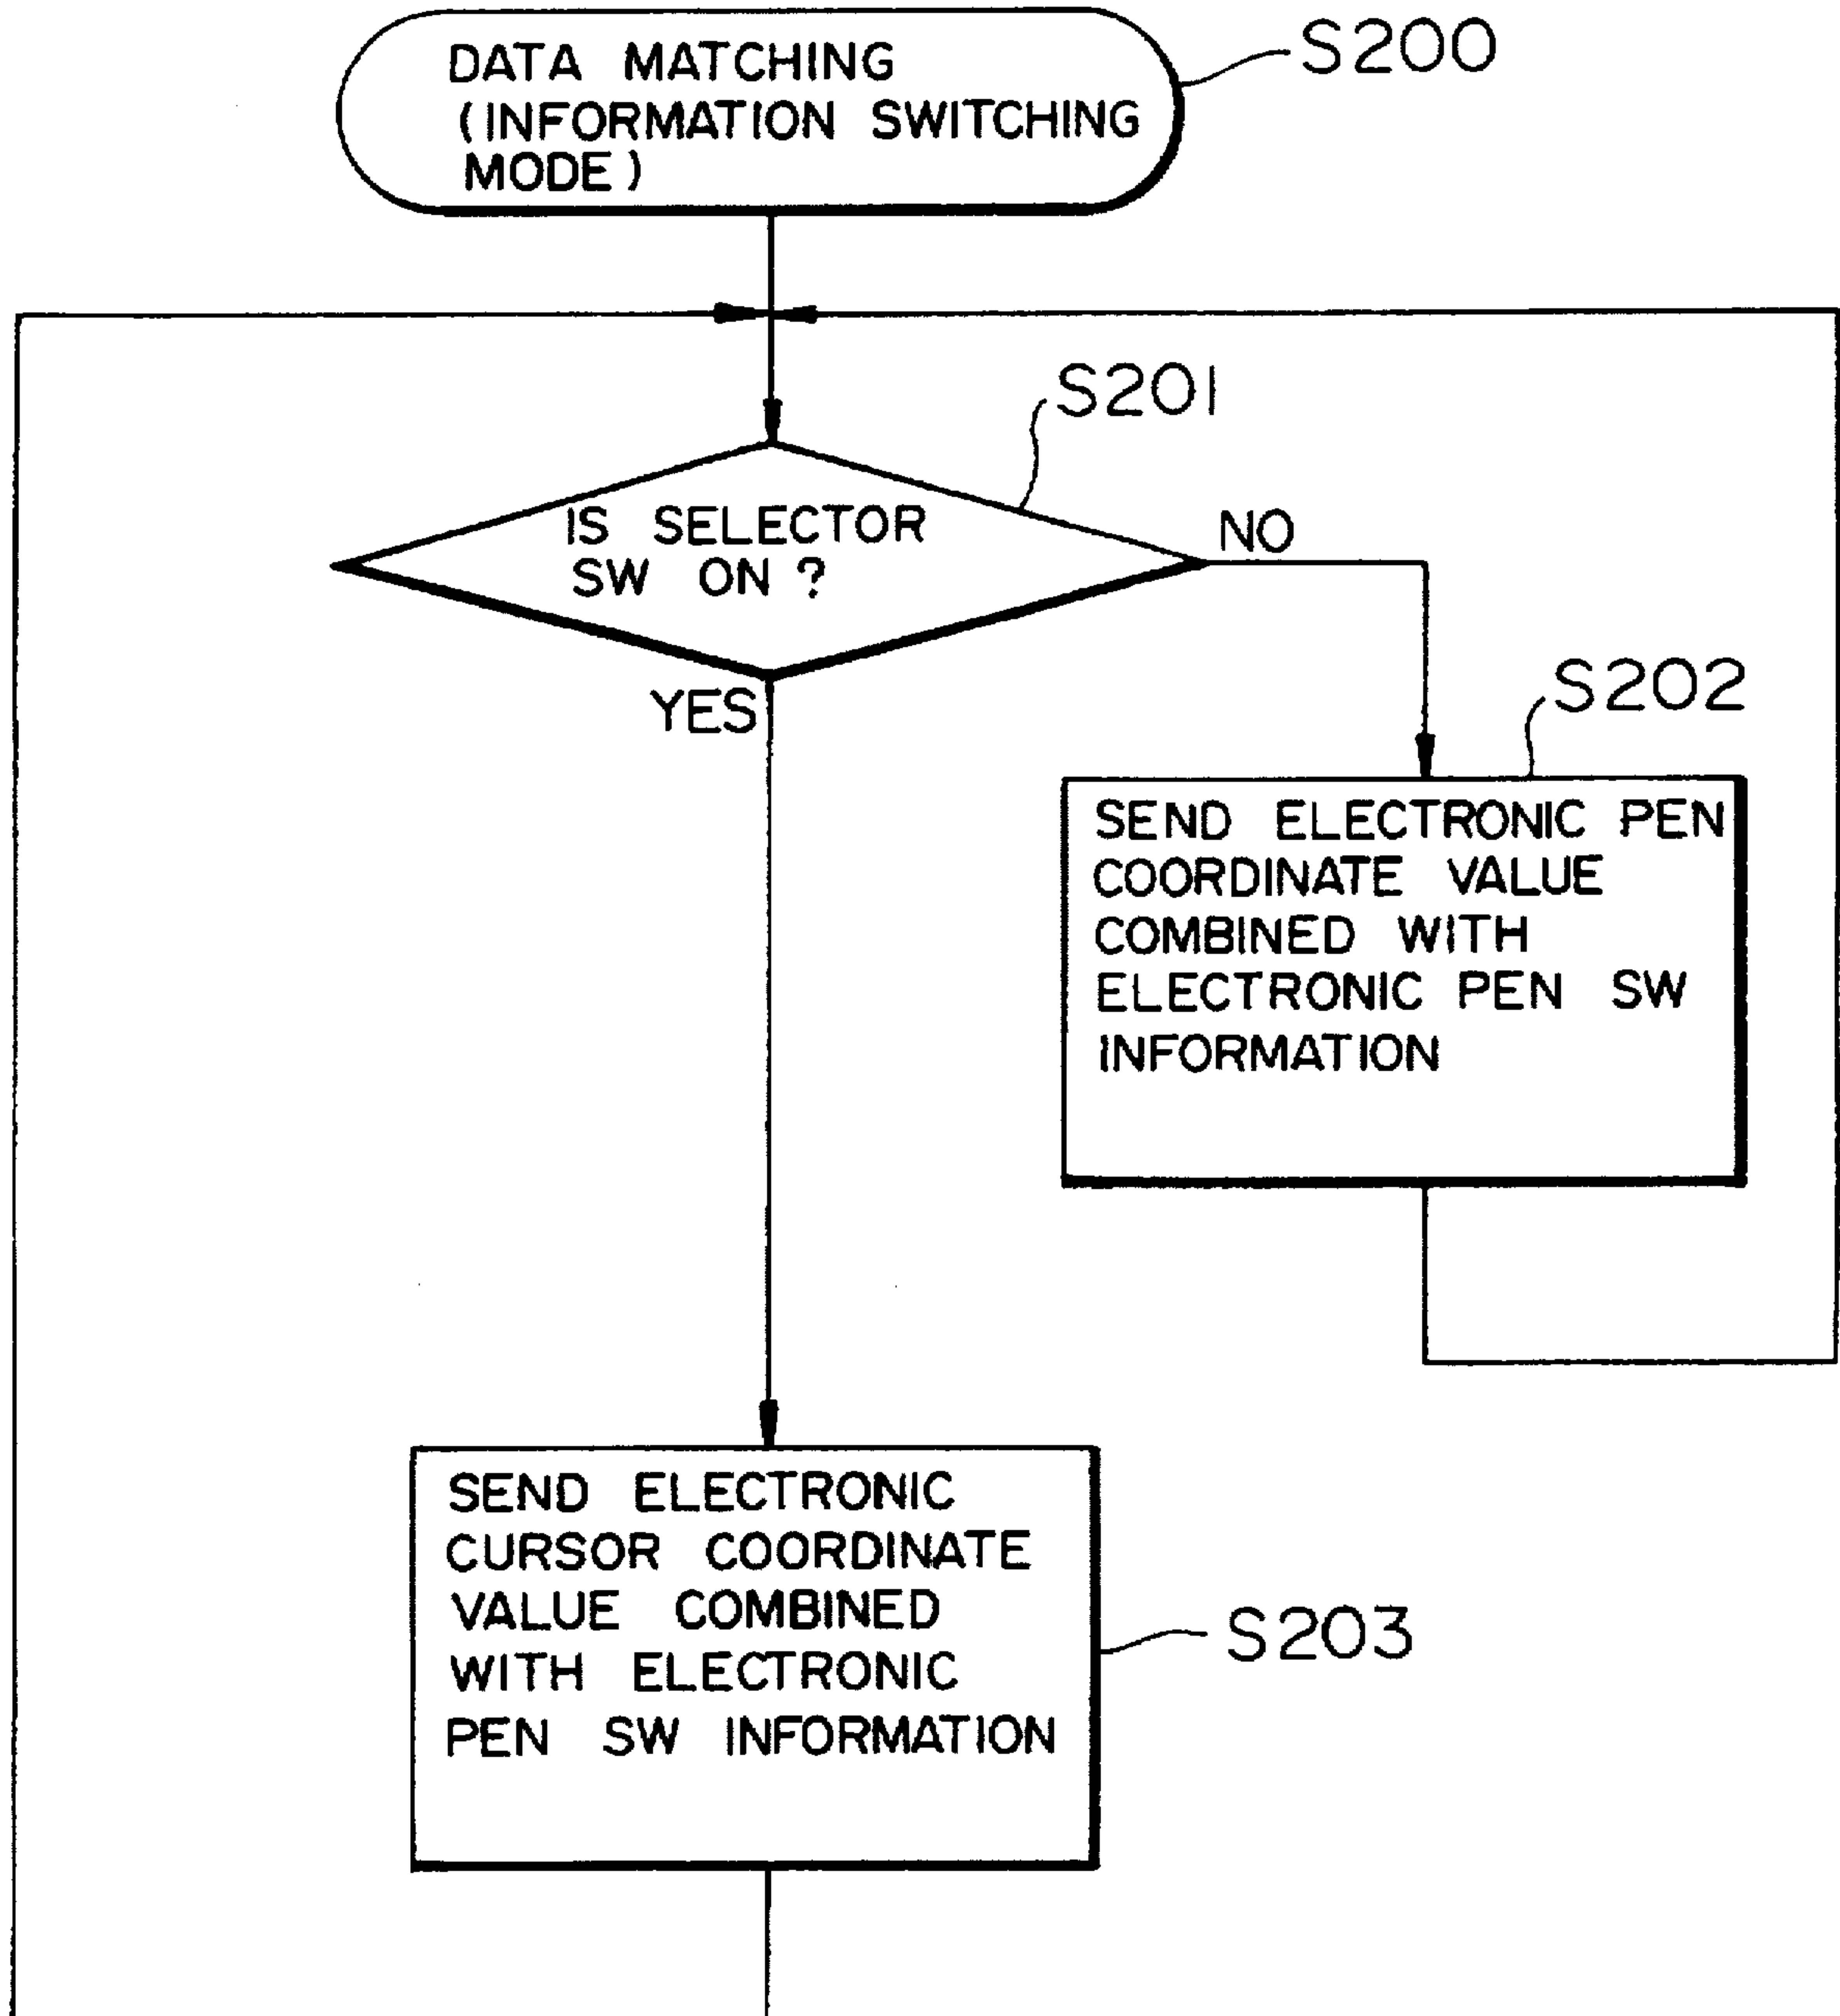 DATA MATCHING
(INFORMATION SWITCHING
MODE)
S200
S201
IS SELECTOR
SW ON ?
NO
YES
S202
SEND ELECTRONIC PEN
COORDINATE VALUE
COMBINED WITH
ELECTRONIC PEN SW
INFORMATION
SEND ELECTRONIC
CURSOR COORDINATE
VALUE COMBINED
WITH ELECTRONIC
PEN SW INFORMATION
S203